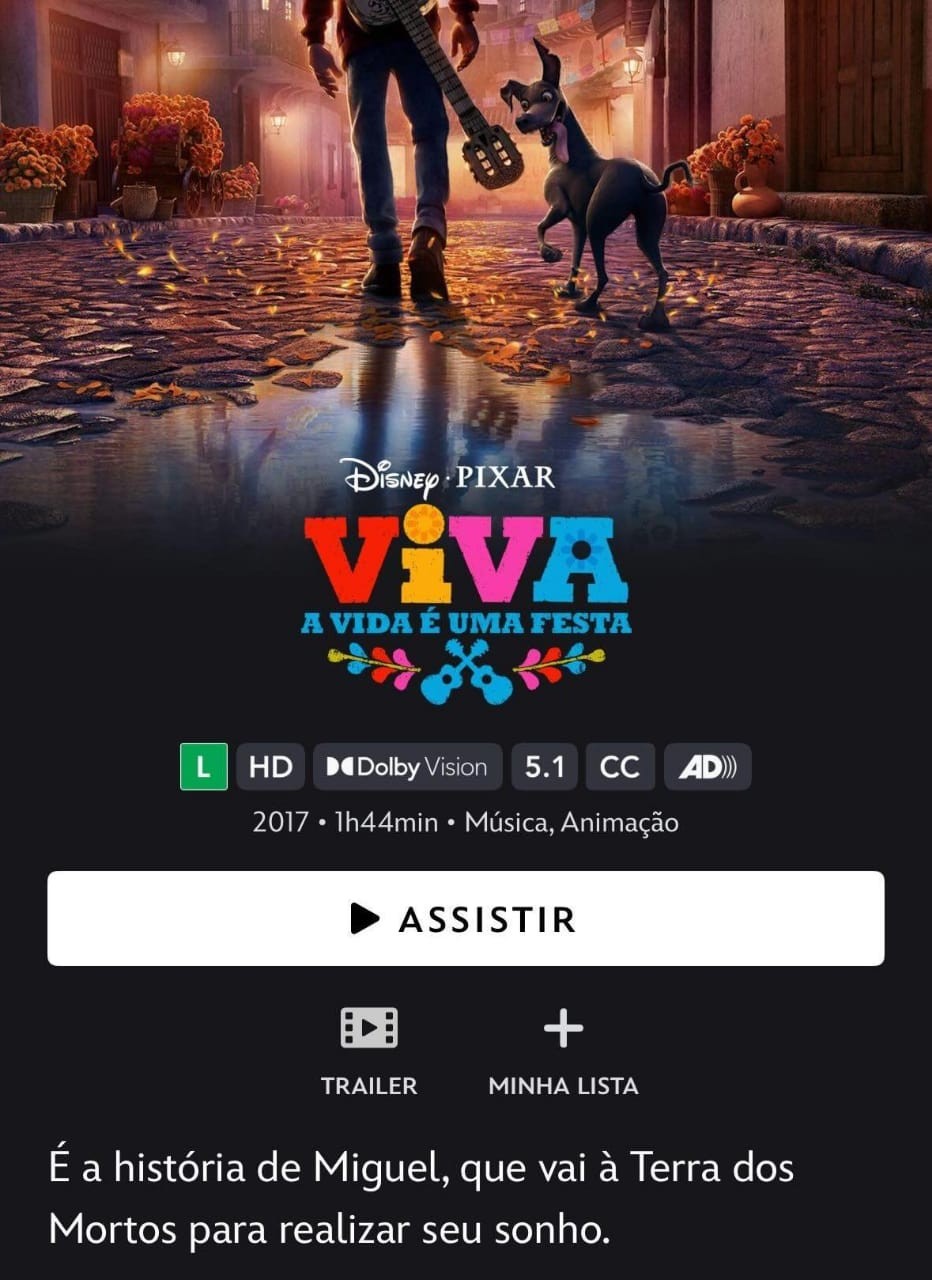 Disney · PIXAR
ViVA
A VIDA É UMA FESTA
L HD Dolby Vision 5.1 CC AD
2017 • 1h44min • Música, Animação
ASSISTIR
TRAILER MINHA LISTA
É a história de Miguel, que vai à Terra dos
Mortos para realizar seu sonho.